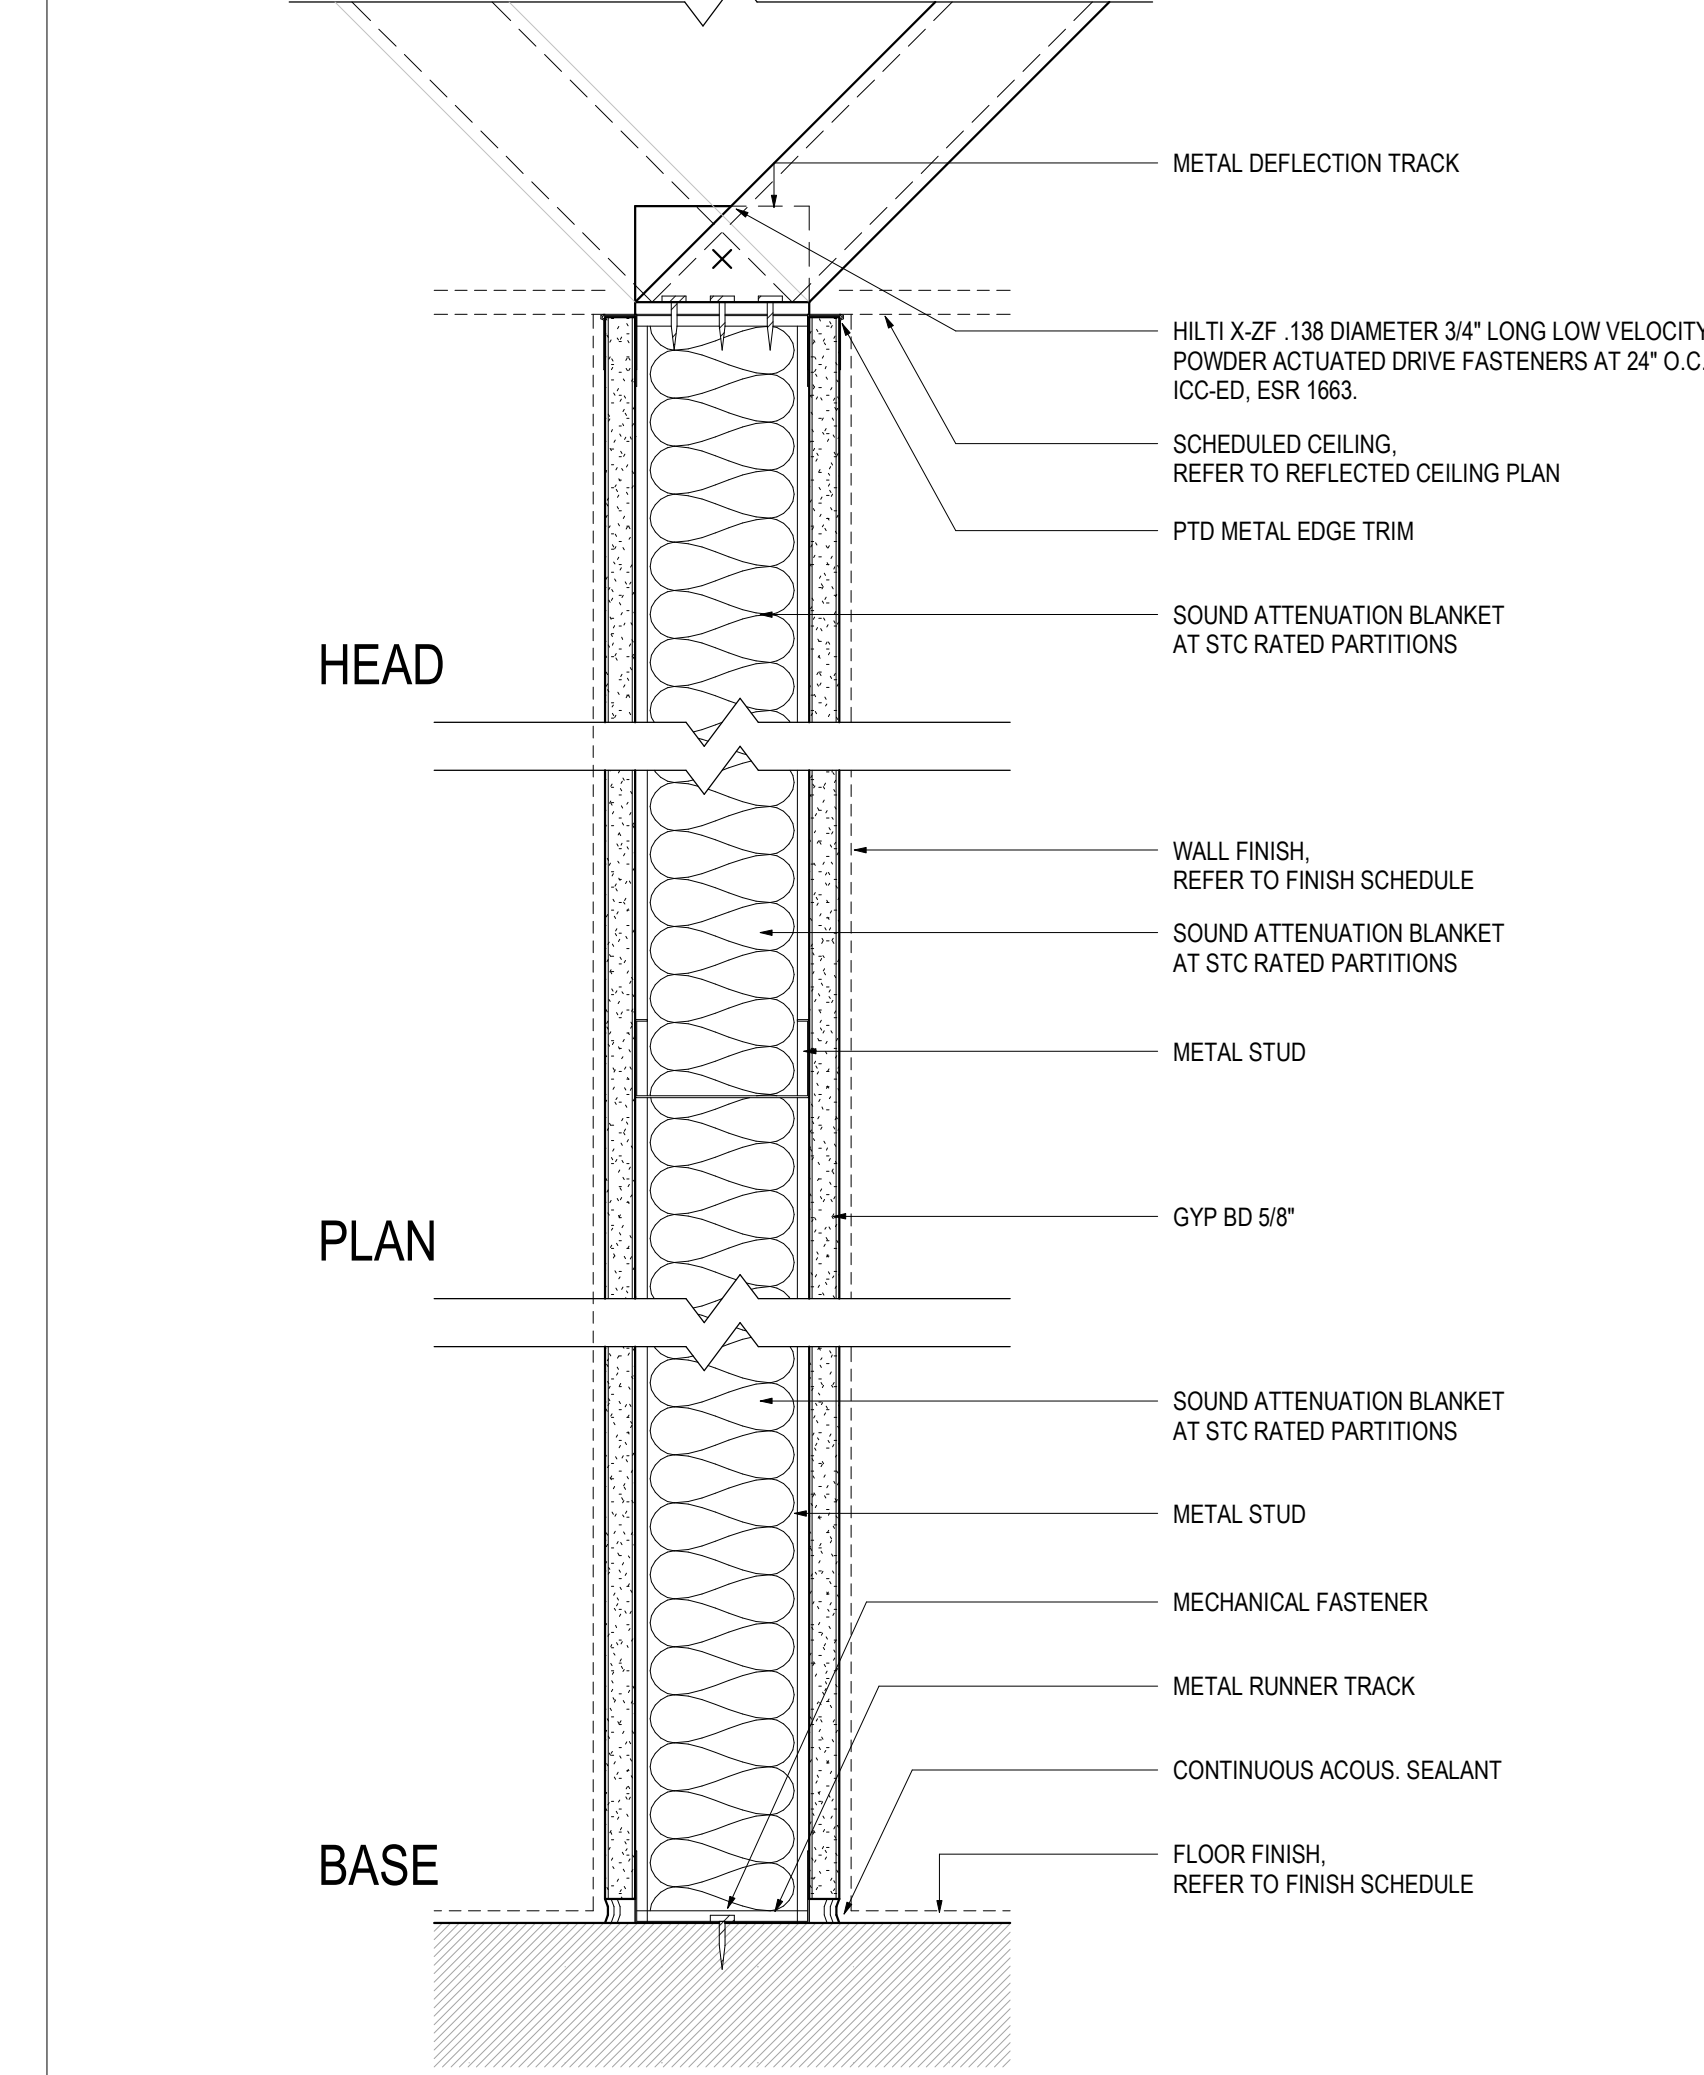 METAL DEFLECTION TRACK
HILTI X-ZF .138 DIAMETER 3/4" LONG LOW VELOCITY
POWDER ACTUATED DRIVE FASTENERS AT 24" O.C.
ICC-ED, ESR 1663.
SCHEDULED CEILING,
REFER TO REFLECTED CEILING PLAN
PTD METAL EDGE TRIM
SOUND ATTENUATION BLANKET
AT STC RATED PARTITIONS
HEAD
WALL FINISH,
REFER TO FINISH SCHEDULE
SOUND ATTENUATION BLANKET
AT STC RATED PARTITIONS
METAL STUD
GYP BD 5/8"
PLAN
SOUND ATTENUATION BLANKET
AT STC RATED PARTITIONS
METAL STUD
MECHANICAL FASTENER
METAL RUNNER TRACK
CONTINUOUS ACOUS. SEALANT
BASE
FLOOR FINISH,
REFER TO FINISH SCHEDULE